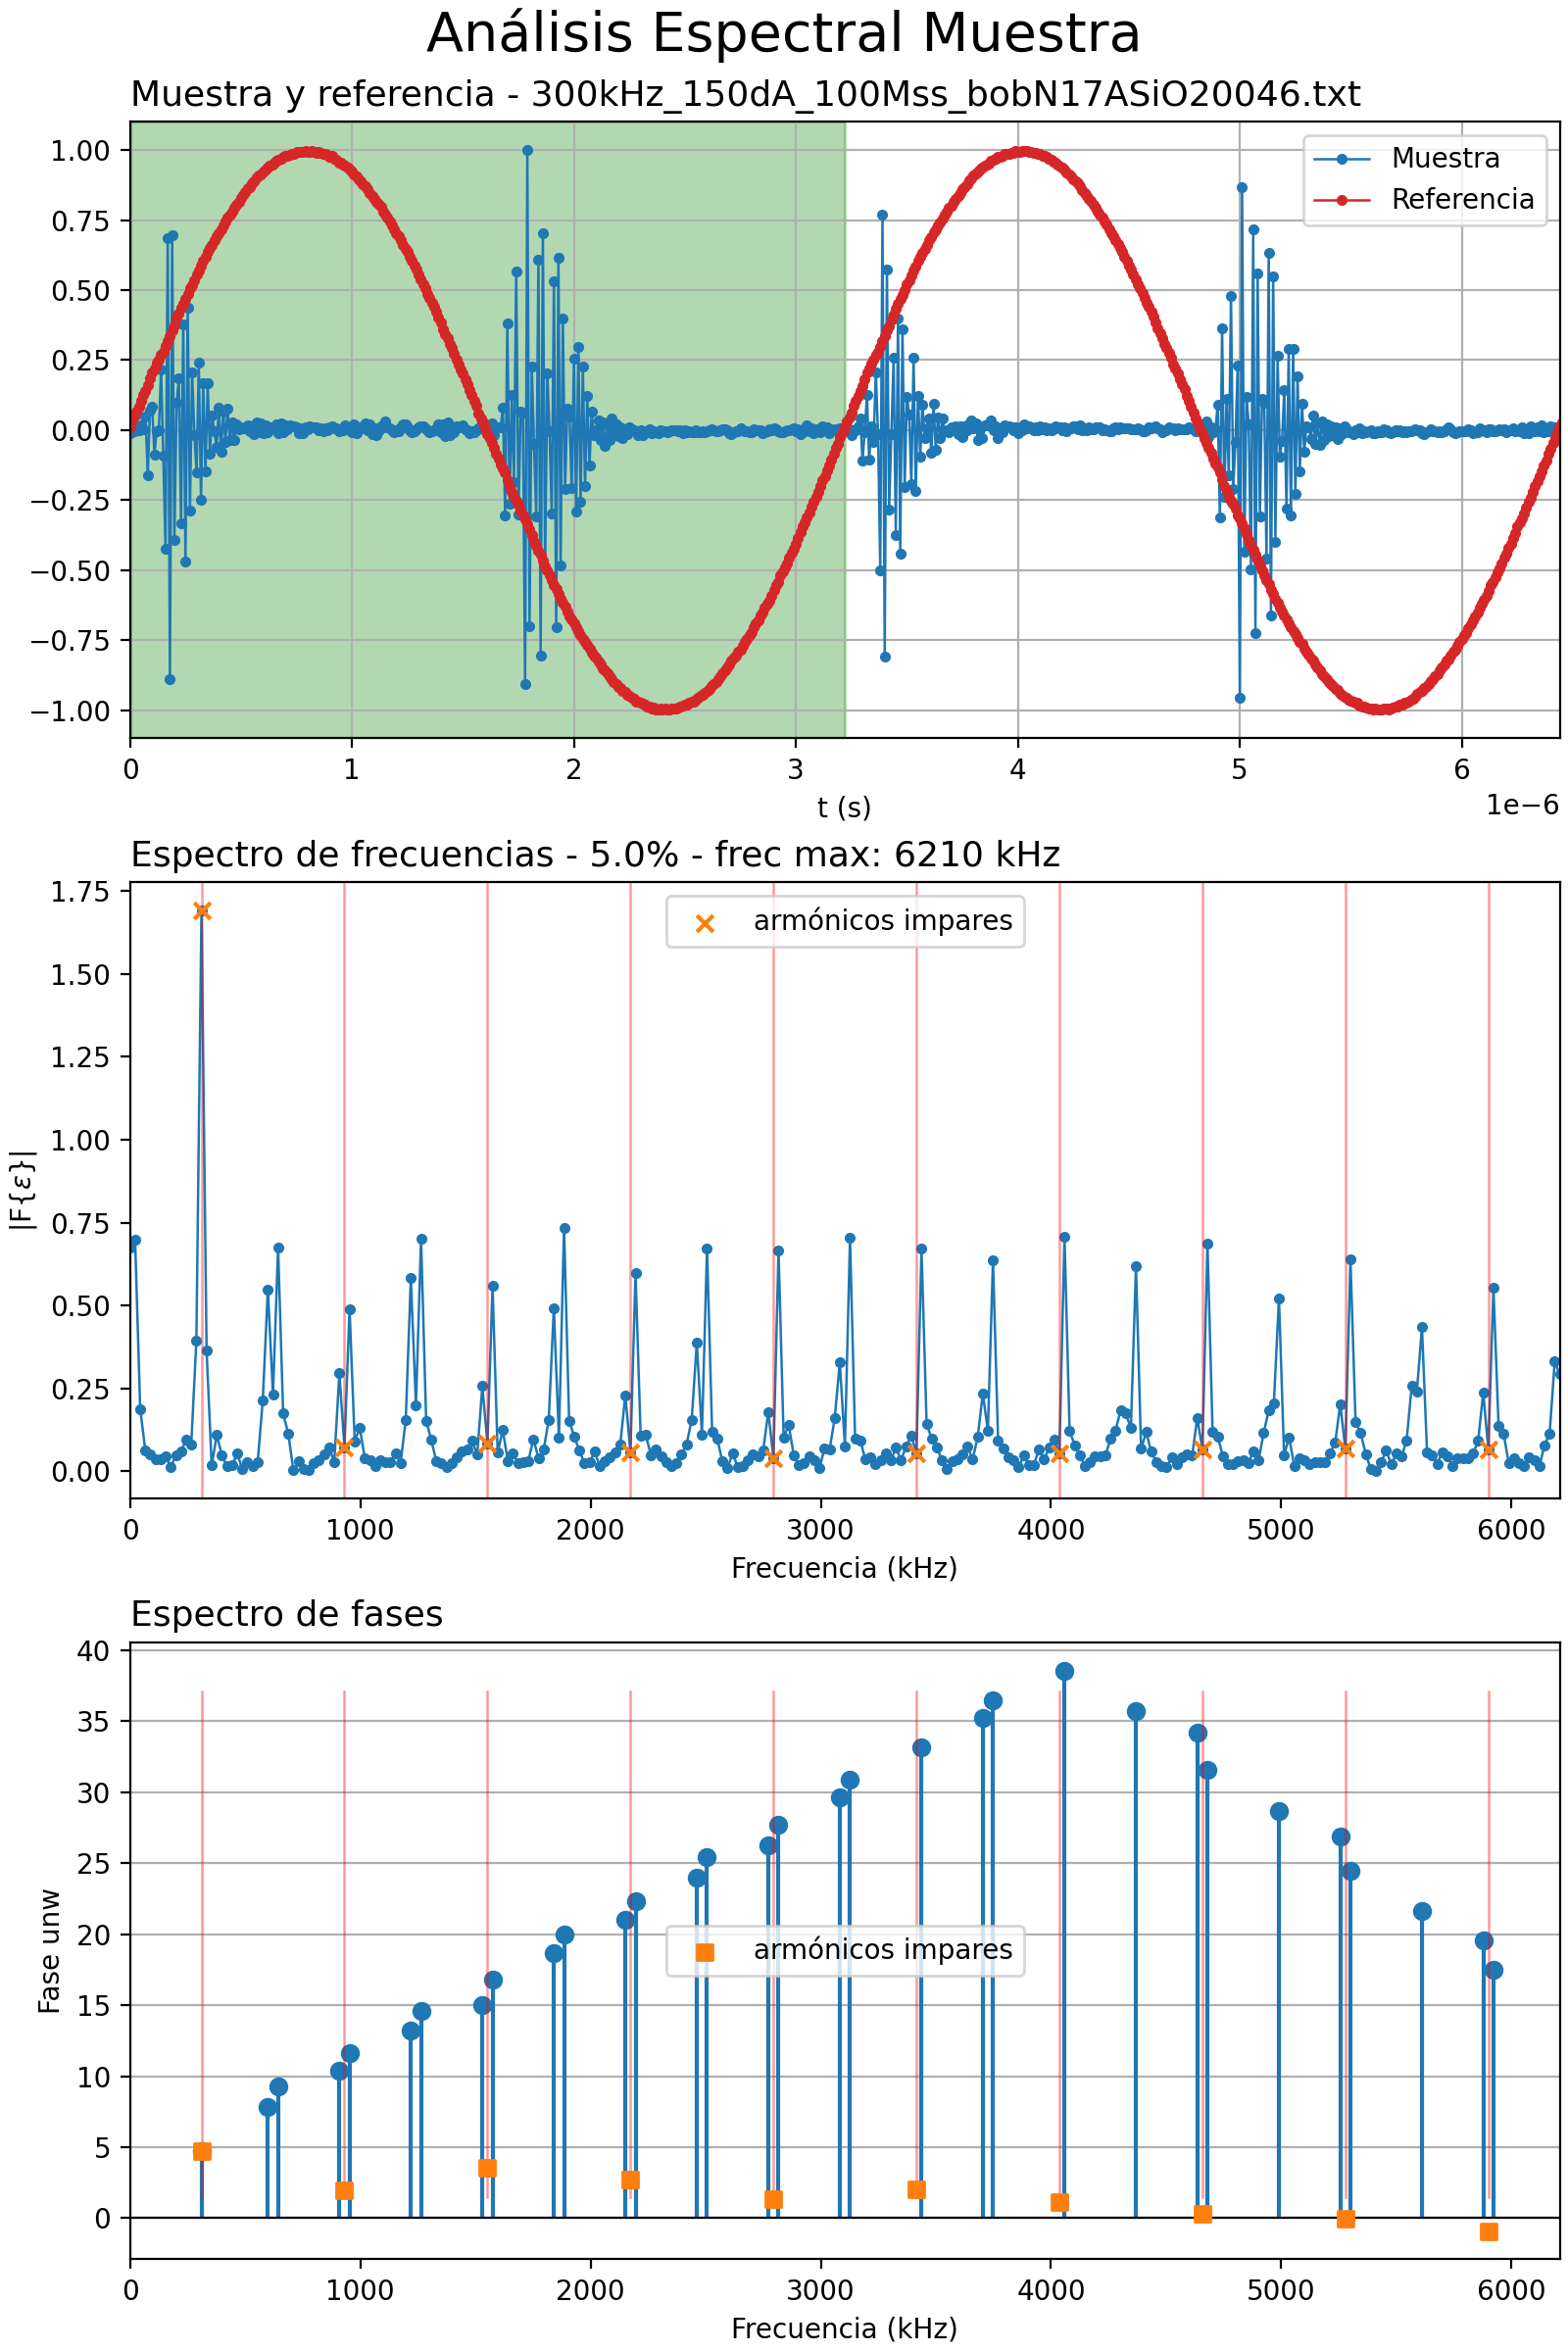 Análisis Espectral Muestra
Muestra y referencia - 300kHz_150dA_100Mss_bobN17ASiO20046.txt
1.00
0.75
0.50
0.25
0.00
−0.25
−0.50
−0.75
−1.00
Muestra
Referencia
0 1 2 3 4 5 6
1e−6
t (s)
Espectro de frecuencias - 5.0% - frec max: 6210 kHz
1.75
1.50
1.25
1.00
0.75
0.50
0.25
0.00
|F{ε}|
armónicos impares
0 1000 2000 3000 4000 5000 6000
Frecuencia (kHz)
Espectro de fases
40
35
30
25
20
15
10
5
0
Fase unw
armónicos impares
0 1000 2000 3000 4000 5000 6000
Frecuencia (kHz)